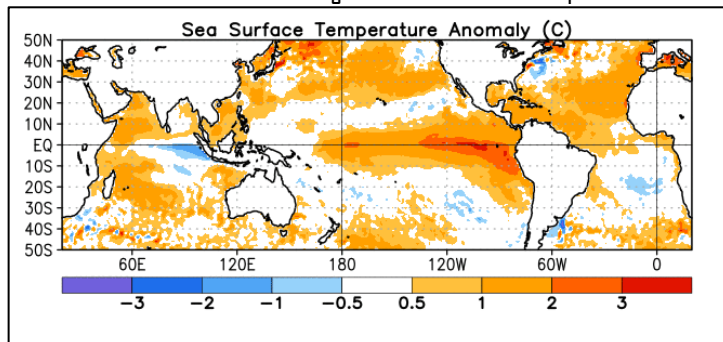 Sea Surface Temperature Anomaly (C)
50N
40N
30N
20N
10N
EQ
10S
20S
30S
40S
50S
60E 120E 180 120W 60W 0
-3 -2 -1 -0.5 0.5 1 2 3